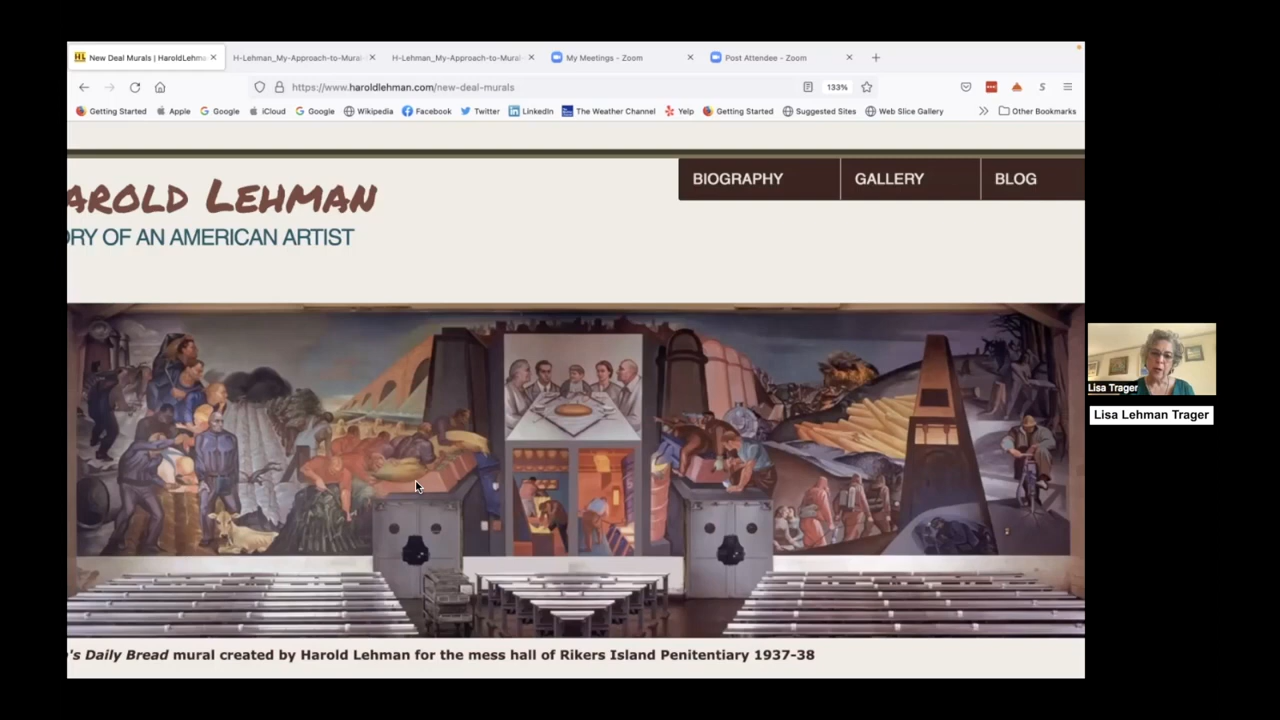 New Deal Murals | HaroldLehma
H-Lehman_My-Approach-to-Mural-
H-Lehman_My-Approach-to-Mural-
My Meetings - Zoom
Post Attendee - Zoom
https://www.haroldlehman.com/new-deal-murals
133%
Getting Started
Apple
Google
iCloud
Google
Wikipedia
Facebook
Twitter
LinkedIn
The Weather Channel
Yelp
Getting Started
Suggested Sites
Web Slice Gallery
Other Bookmarks
AROLD LEHMAN
ORY OF AN AMERICAN ARTIST
BIOGRAPHY
GALLERY
BLOG
's Daily Bread mural created by Harold Lehman for the mess hall of Rikers Island Penitentiary 1937-38
Lisa Trager
Lisa Lehman Trager